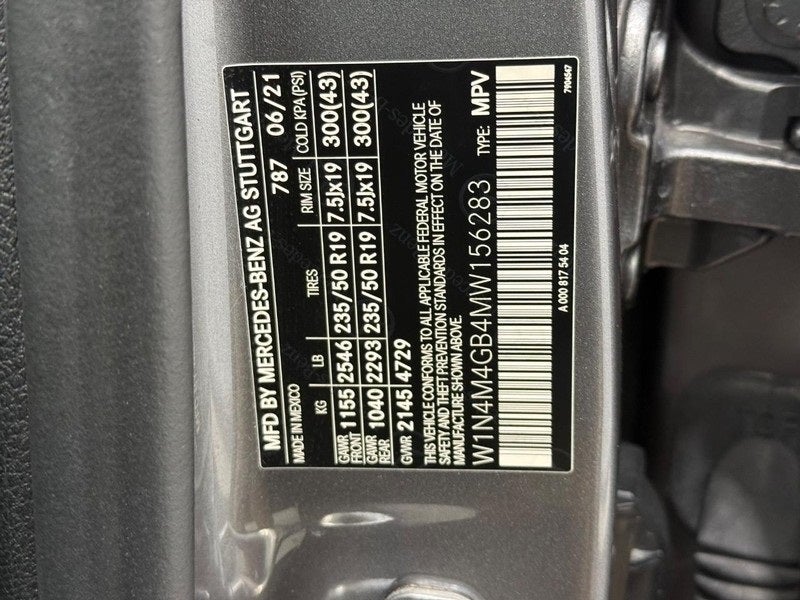 MFD BY MERCEDES-BENZ AG STUTTGART
MADE IN MEXICO 787 06/21
KG LB TIRES RIM SIZE COLD KPA(PSI)
GAWR FRONT 1155 2546 235/50 R19 7.5Jx19 300(43)
GAWR REAR 1040 2293 235/50 R19 7.5Jx19 300(43)
GVWR 2145 4729
THIS VEHICLE CONFORMS TO ALL APPLICABLE FEDERAL MOTOR VEHICLE
SAFETY AND THEFT PREVENTION STANDARDS IN EFFECT ON THE DATE OF
MANUFACTURE SHOWN ABOVE.
W1N4M4GB4MW156283 TYPE: MPV
A 000 817 54 04 7904567